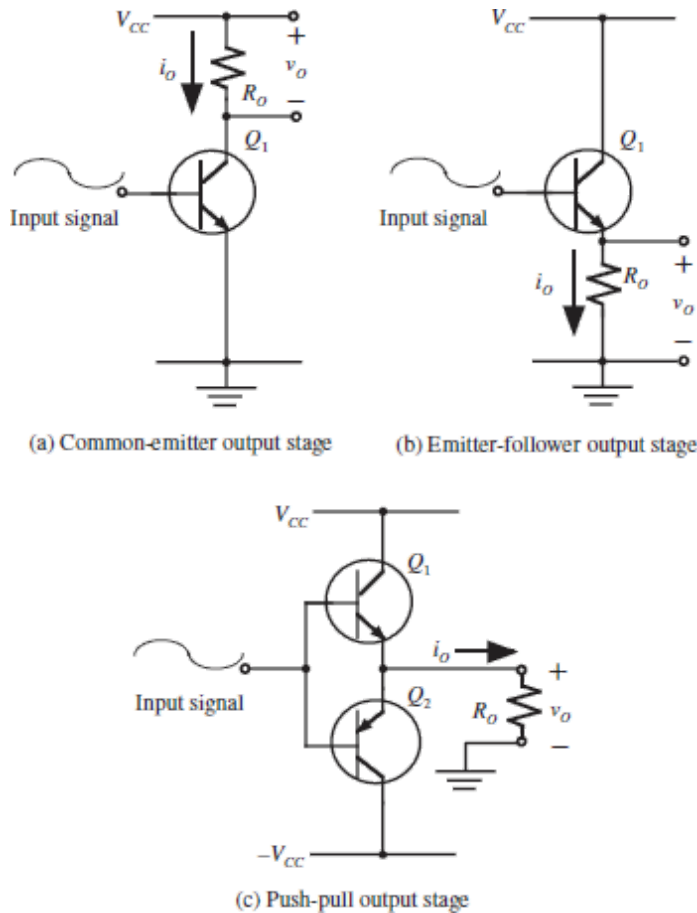 V_CC
+
i_o
v_o
R_o
−
Q_1
Input signal
(a) Common-emitter output stage
V_CC
Q_1
Input signal
+
i_o
R_o
v_o
−
(b) Emitter-follower output stage
V_CC
Q_1
i_o
+
Input signal
Q_2
R_o
v_o
−
–V_CC
(c) Push-pull output stage